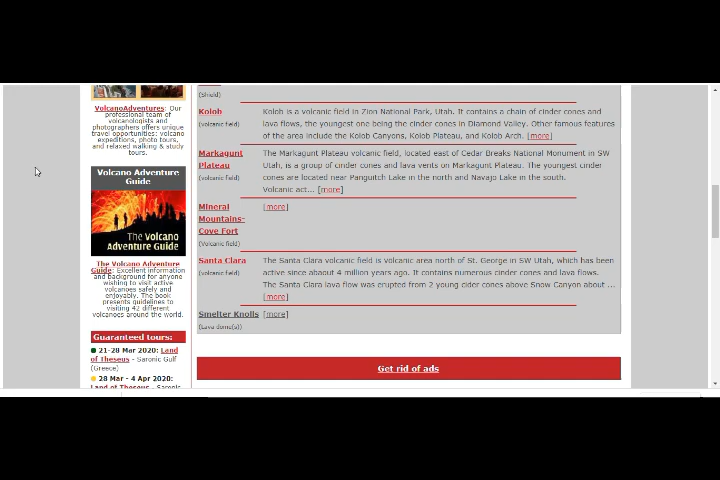 VolcanoAdventures: Our
professional team of
volcanologists and
photographers offers unique
travel opportunities: volcano
expeditions, photo tours,
and relaxed walking & study
tours.
Volcano Adventure
Guide
The Volcano
Adventure Guide
The Volcano Adventure
Guide: Excellent information
and background for anyone
wishing to visit active
volcanoes safely and
enjoyably. The book
presents guidelines to
visiting 42 different
volcanoes around the world.
Guaranteed tours:
21-28 Mar 2020: Land
of Theseus - Saronic Gulf
(Greece)
28 Mar - 4 Apr 2020:
Land of Theseus - Saronic
(Shield)
Kolob
(volcanic field)
Kolob is a volcanic field in Zion National Park, Utah. It contains a chain of cinder cones and
lava flows, the youngest one being the cinder cones in Diamond Valley. Other famous features
of the area include the Kolob Canyons, Kolob Plateau, and Kolob Arch. [more]
Markagunt
Plateau
(volcanic field)
The Markagunt Plateau volcanic field, located east of Cedar Breaks National Monument in SW
Utah, is a group of cinder cones and lava vents on Markagunt Plateau. The youngest cinder
cones are located near Panguitch Lake in the north and Navajo Lake in the south.
Volcanic act... [more]
Mineral
Mountains-
Cove Fort
(Volcanic field)
[more]
Santa Clara
(volcanic field)
The Santa Clara volcanic field is volcanic area north of St. George in SW Utah, which has been
active since abaout 4 million years ago. It contains numerous cinder cones and lava flows.
The Santa Clara lava flow was erupted from 2 young cider cones above Snow Canyon about ...
[more]
Smelter Knolls
(Lava dome(s))
[more]
Get rid of ads